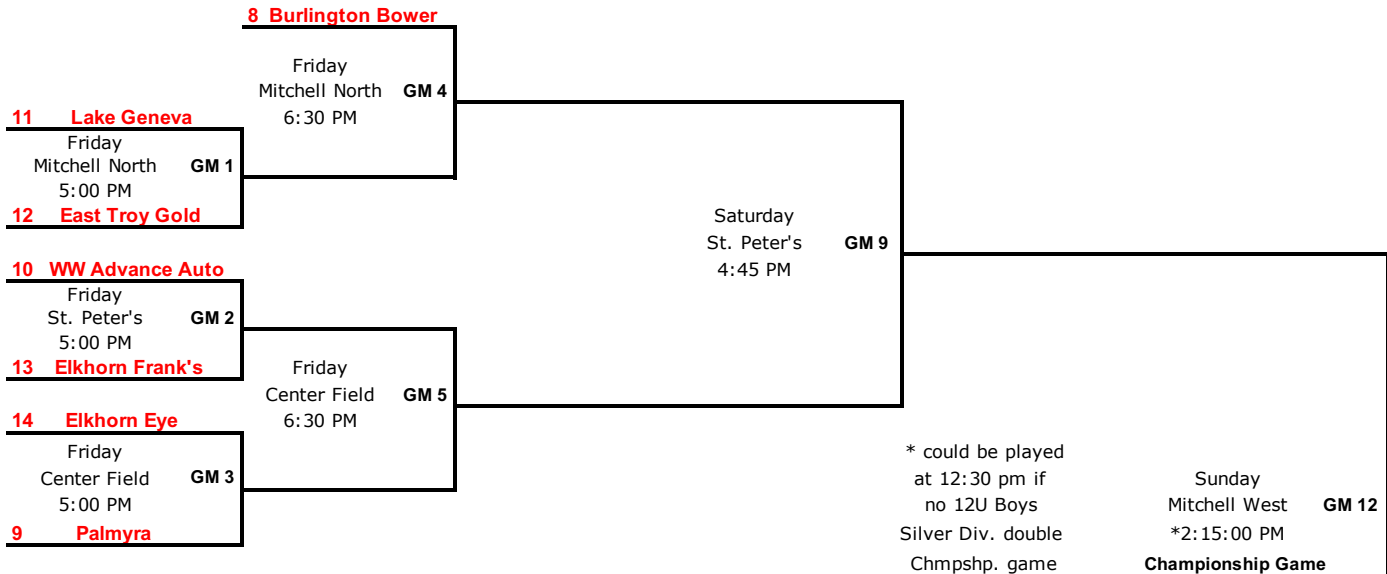 8 Burlington Bower
Friday
Mitchell North GM 4
6:30 PM
11 Lake Geneva
Friday
Mitchell North GM 1
5:00 PM
12 East Troy Gold
Saturday
St. Peter's GM 9
4:45 PM
10 WW Advance Auto
Friday
St. Peter's GM 2
5:00 PM
13 Elkhorn Frank's
Friday
Center Field GM 5
6:30 PM
14 Elkhorn Eye
Friday
Center Field GM 3
5:00 PM
9 Palmyra
* could be played
at 12:30 pm if
no 12U Boys
Silver Div. double
Chmpshp. game
Sunday
Mitchell West GM 12
*2:15:00 PM
Championship Game